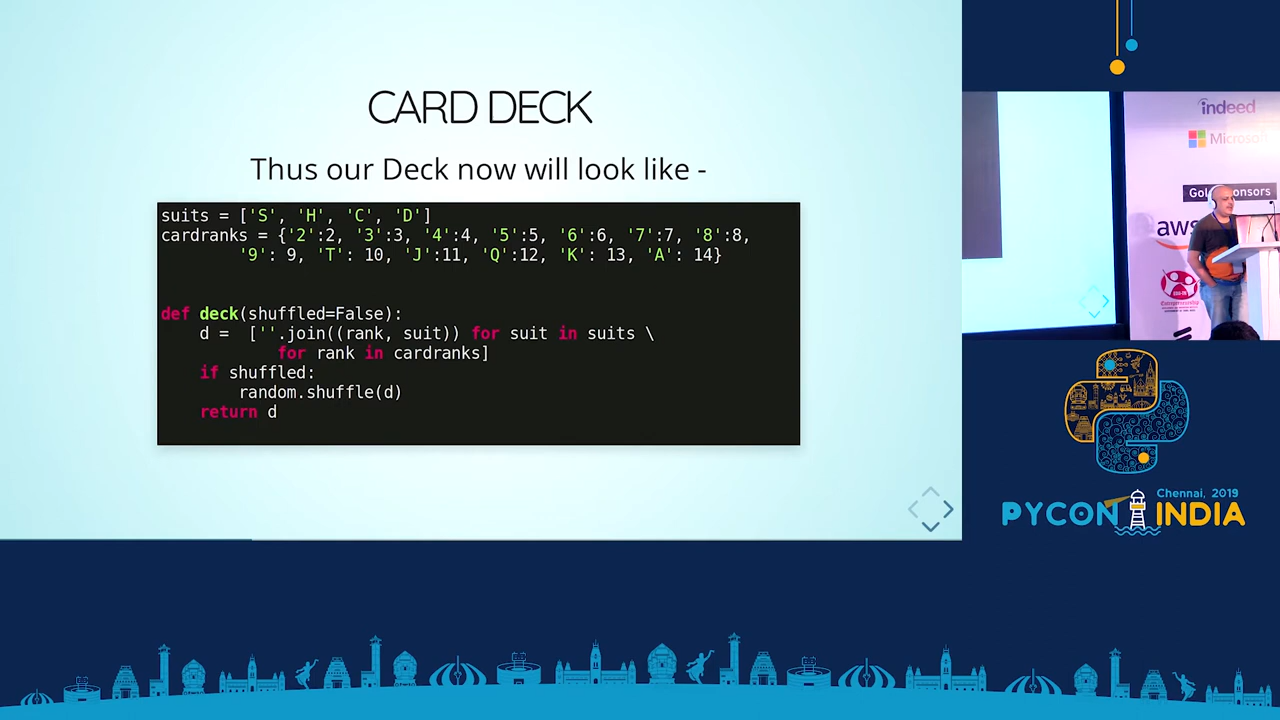 CARD DECK
Thus our Deck now will look like -
suits = ['S', 'H', 'C', 'D']
cardranks = {'2':2, '3':3, '4':4, '5':5, '6':6, '7':7, '8':8,
'9': 9, 'T': 10, 'J':11, 'Q':12, 'K': 13, 'A': 14}
def deck(shuffled=False):
d =  [''.join((rank, suit)) for suit in suits \
for rank in cardranks]
if shuffled:
random.shuffle(d)
return d
indeed
Microsoft
aws
Chennai, 2019
PYCON INDIA